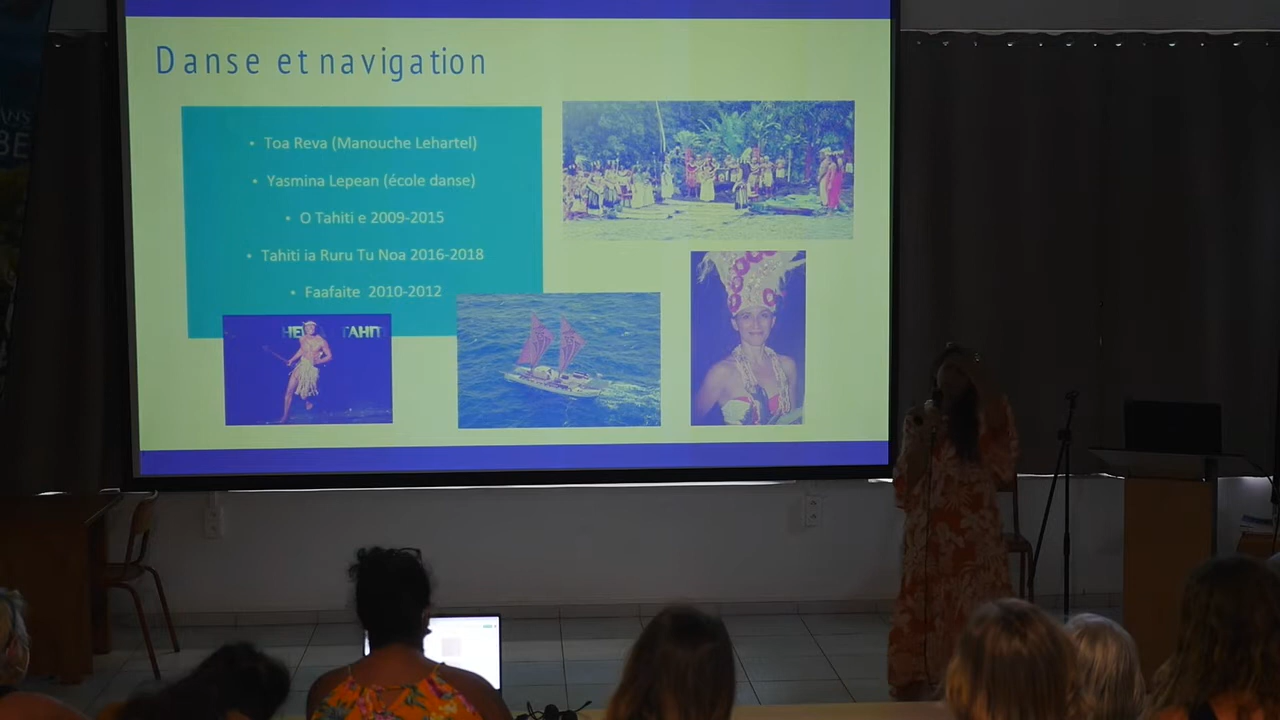 Danse et navigation
• Toa Reva (Manouche Lehartel)
• Yasmina Lepean (école danse)
• O Tahiti e 2009-2015
• Tahiti ia Ruru Tu Noa 2016-2018
• Faafaite 2010-2012